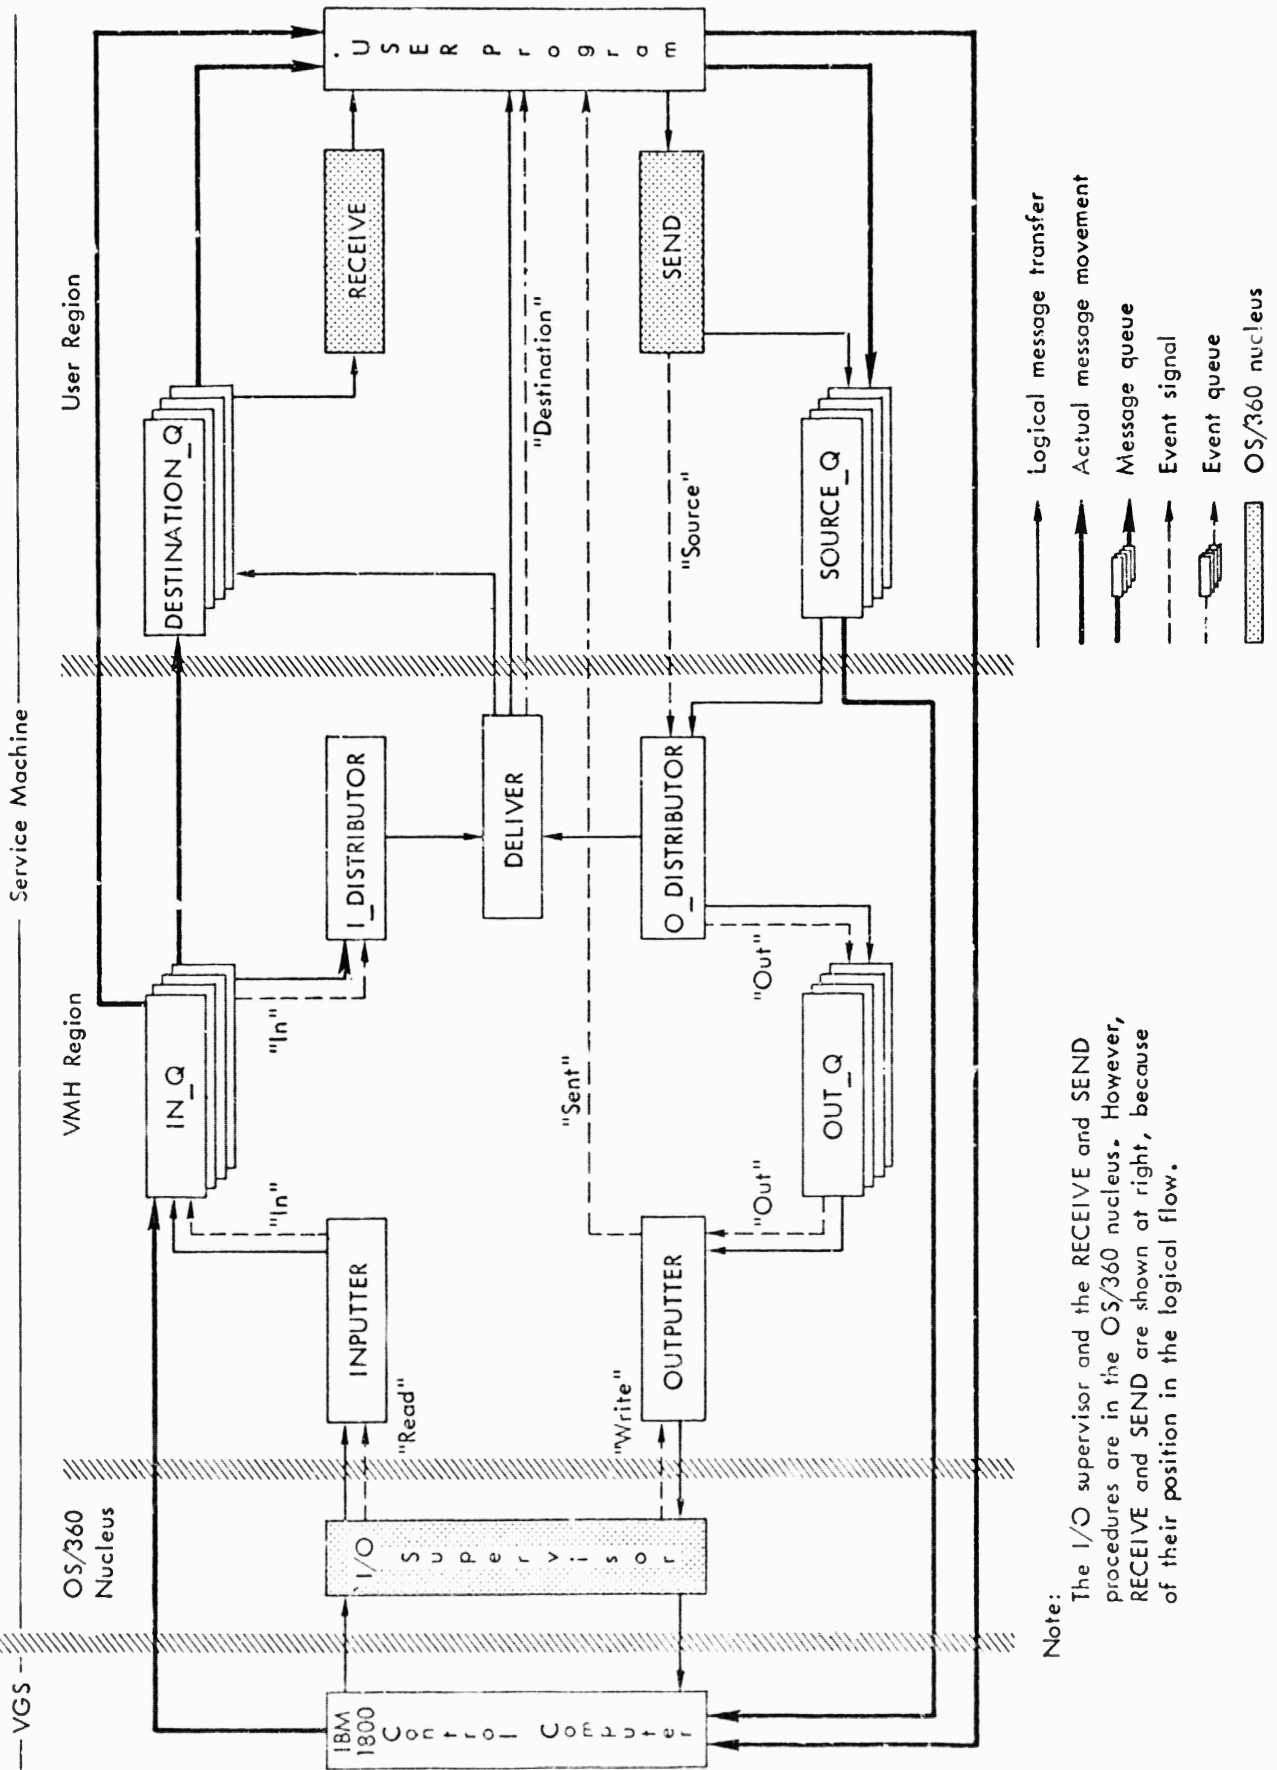 VGS
Service Machine
OS/360
Nucleus
VMH Region
User Region
IBM
1800
Control Computer
I/O
Supervisor
"Read"
INPUTTER
"In"
IN_Q
"In"
I_DISTRIBUTOR
DESTINATION_Q
RECEIVE
USER Program
DELIVER
"Destination"
"Sent"
"Write"
OUTPUTTER
"Out"
OUT_Q
"Out"
O_DISTRIBUTOR
"Source"
SEND
SOURCE_Q
Note:
The I/O supervisor and the RECEIVE and SEND
procedures are in the OS/360 nucleus. However,
RECEIVE and SEND are shown at right, because
of their position in the logical flow.
Logical message transfer
Actual message movement
Message queue
Event signal
Event queue
OS/360 nucleus